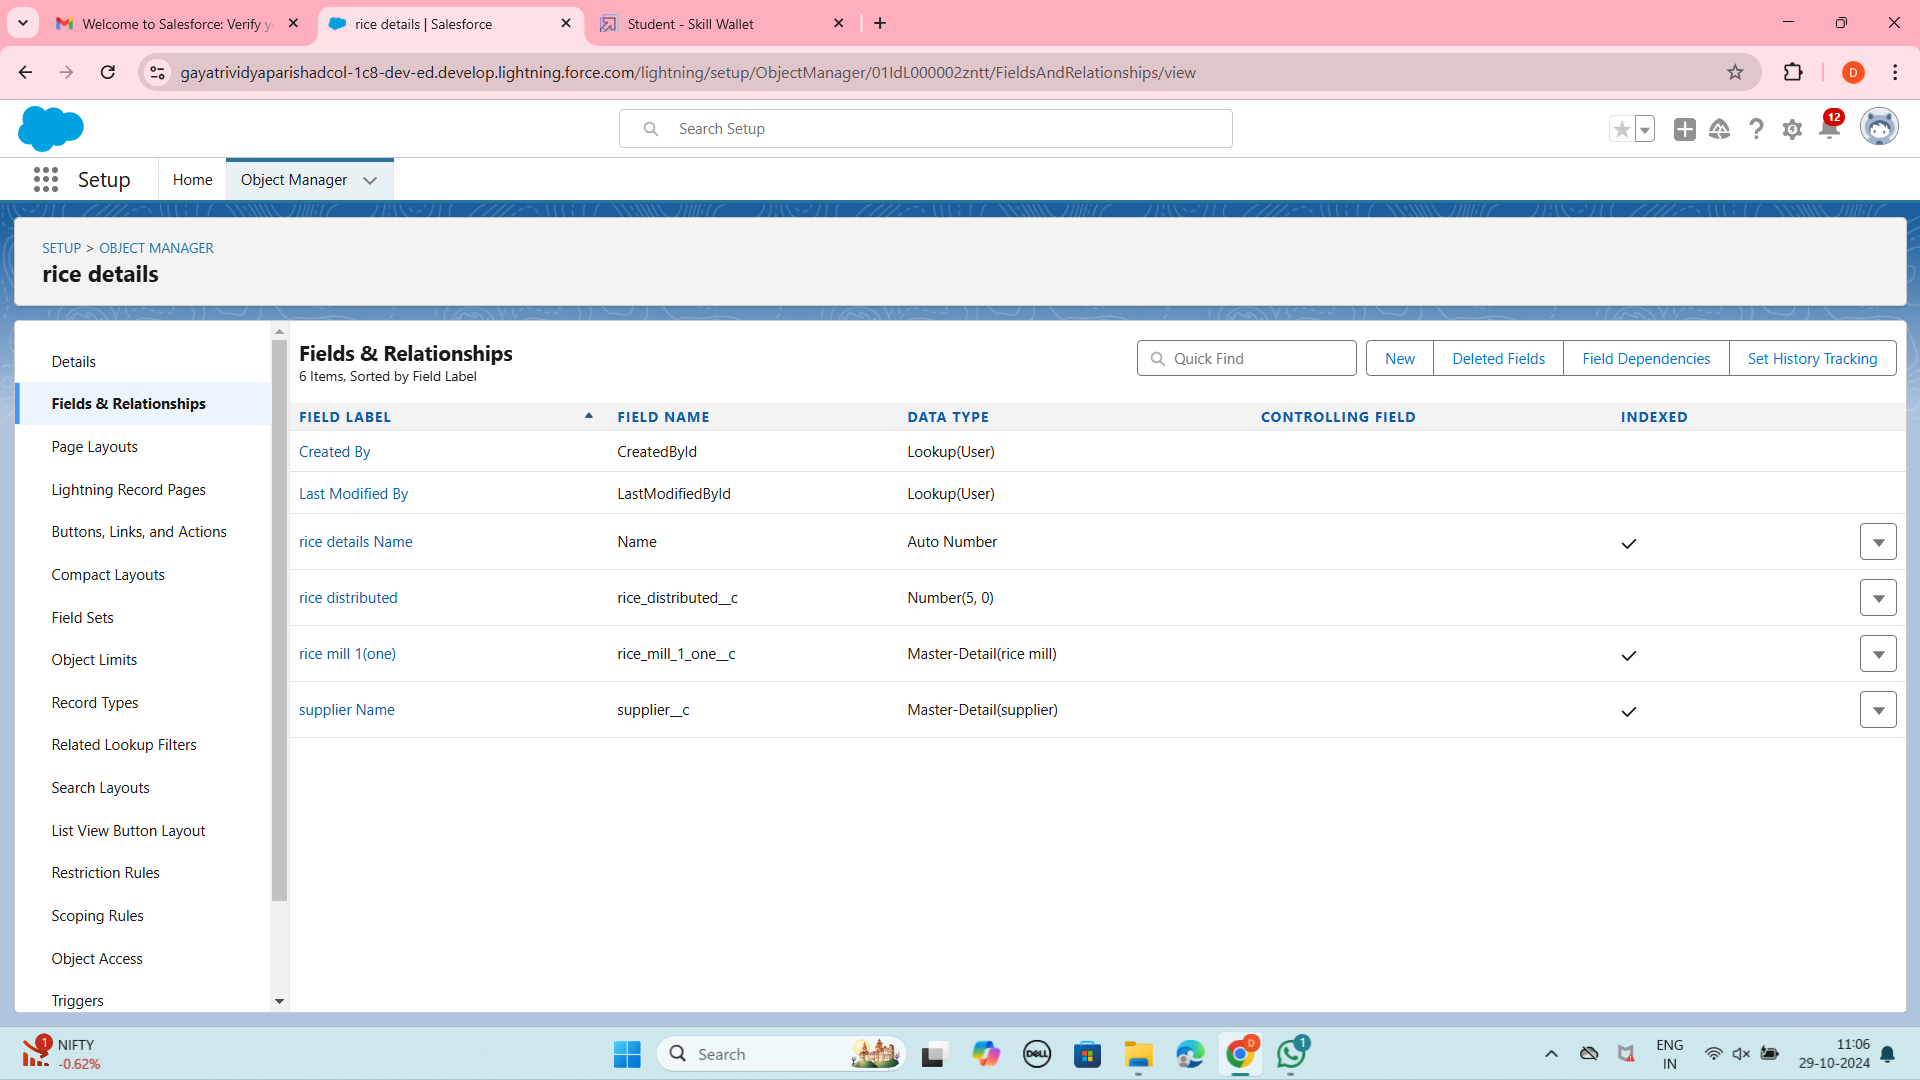 Welcome to Salesforce: Verify y
rice details | Salesforce
Student - Skill Wallet
gayatrividyaparishadcol-1c8-dev-ed.develop.lightning.force.com/lightning/setup/ObjectManager/01IdL000002zntt/FieldsAndRelationships/view
D
Search Setup
12
Setup
Home
Object Manager
SETUP > OBJECT MANAGER
rice details
Details
Fields & Relationships
Page Layouts
Lightning Record Pages
Buttons, Links, and Actions
Compact Layouts
Field Sets
Object Limits
Record Types
Related Lookup Filters
Search Layouts
List View Button Layout
Restriction Rules
Scoping Rules
Object Access
Triggers
Fields & Relationships
6 Items, Sorted by Field Label
Quick Find
New
Deleted Fields
Field Dependencies
Set History Tracking
FIELD LABEL FIELD NAME DATA TYPE CONTROLLING FIELD INDEXED
Created By CreatedById Lookup(User)
Last Modified By LastModifiedById Lookup(User)
rice details Name Name Auto Number
rice distributed rice_distributed__c Number(5, 0)
rice mill 1(one) rice_mill_1_one__c Master-Detail(rice mill)
supplier Name supplier__c Master-Detail(supplier)
1
NIFTY
-0.62%
Search
DELL
D
1
ENG
IN
11:06
29-10-2024